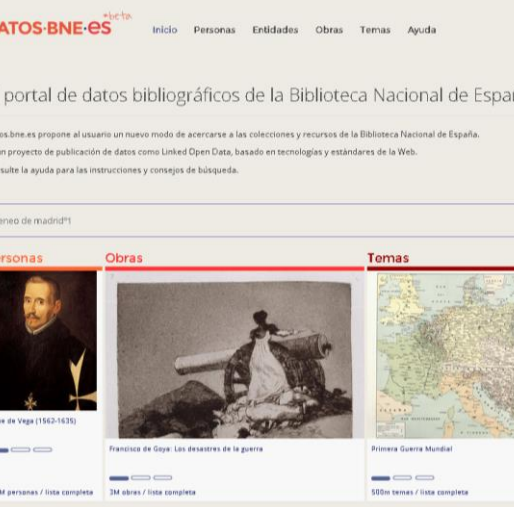 ATOS·BNE·es *beta
Inicio Personas Entidades Obras Temas Ayuda
portal de datos bibliográficos de la Biblioteca Nacional de Espa
os.bne.es propone al usuario un nuevo modo de acercarse a las colecciones y recursos de la Biblioteca Nacional de España.
n proyecto de publicación de datos como Linked Open Data, basado en tecnologías y estándares de la Web.
sulte la ayuda para las instrucciones y consejos de búsqueda.
eneo de madrid"1
ersonas Obras Temas
e de Vega (1562-1635)
Francisco de Goya: Los desastres de la guerra
Primera Guerra Mundial
M personas / lista completa
3M obras / lista completa
500m temas / lista completa